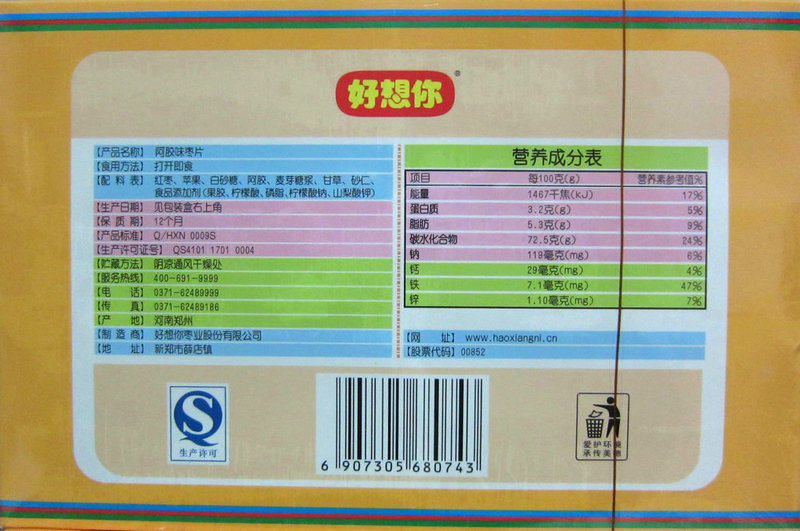 好想你®
【产品名称】 阿胶味枣片
【食用方法】 打开即食
【配 料 表】 红枣、苹果、白砂糖、阿胶、麦芽糖浆、甘草、砂仁、
食品添加剂(果胶、柠檬酸、磷脂、柠檬酸钠、山梨酸钾)
【生产日期】 见包装盒右上角
【保 质 期】 12个月
【产品标准】 Q/HXN 0009S
【生产许可证号】 QS4101 1701 0004
【贮藏方法】 阴凉通风干燥处
【服务热线】 400-691-9999
【电 话】 0371-62489999
【传 真】 0371-62489186
【产 地】 河南郑州
【制 造 商】 好想你枣业股份有限公司
【地 址】 新郑市薛店镇
营养成分表
项目 每100克(g) 营养素参考值%
能量 1467千焦(kJ) 17%
蛋白质 3.2克(g) 5%
脂肪 5.3克(g) 9%
碳水化合物 72.5克(g) 24%
钠 119毫克(mg) 6%
钙 29毫克(mg) 4%
铁 7.1毫克(mg) 47%
锌 1.10毫克(mg) 7%
【网 址】 www.haoxiangni.cn
【股票代码】 00852
生产许可
6 907305 680743
爱护环境
承传美德